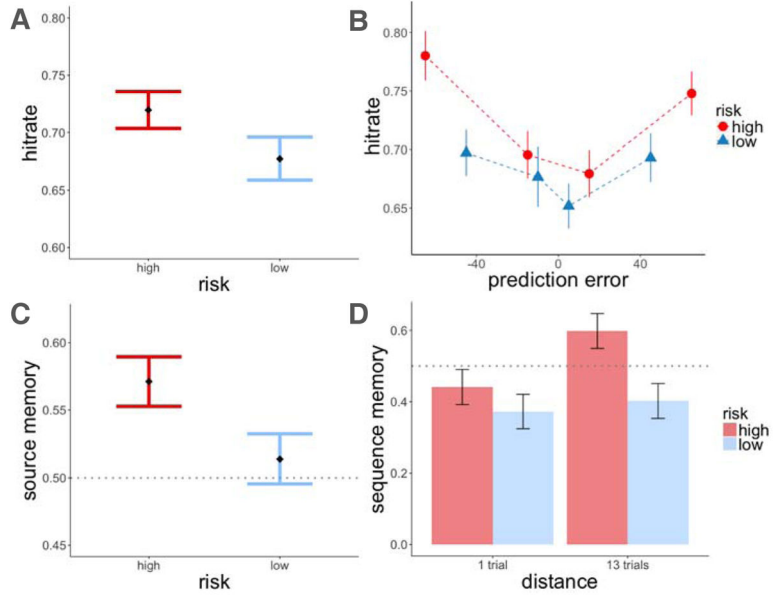 A
0.80
0.75
0.70
0.65
0.60
hitrate
high
low
risk
B
0.80
0.75
0.70
0.65
hitrate
-40
0
40
prediction error
risk
high
low
C
0.60
0.55
0.50
0.45
source memory
high
low
risk
D
0.6
0.4
0.2
0.0
sequence memory
1 trial
13 trials
distance
risk
high
low